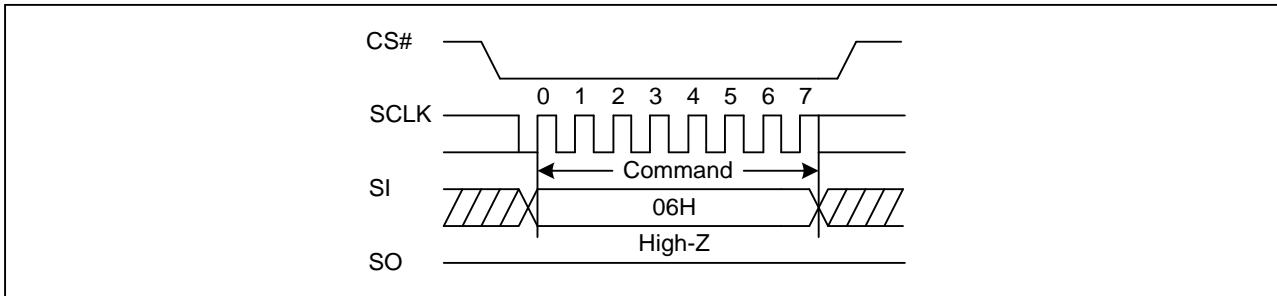 CS#
0 1 2 3 4 5 6 7
SCLK
Command
SI
06H
High-Z
SO